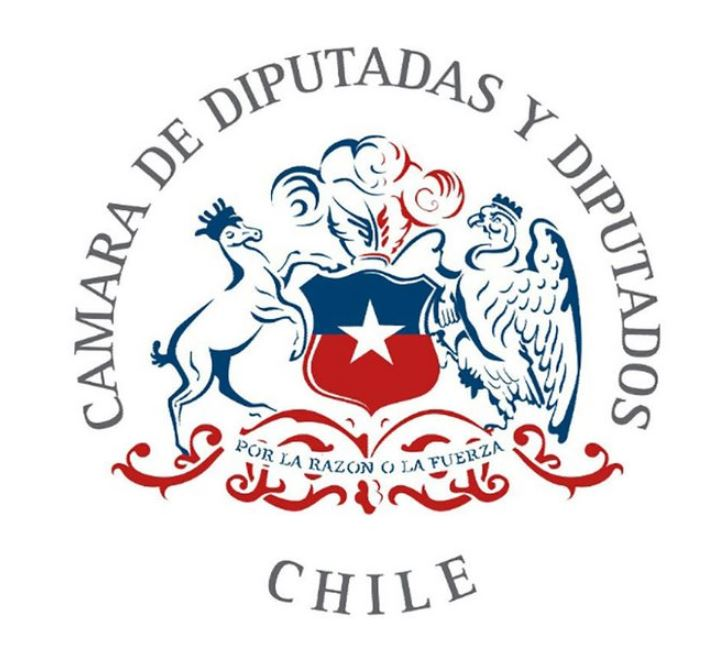 CAMARA DE DIPUTADAS Y DIPUTADOS
POR LA RAZON O LA FUERZA
CHILE